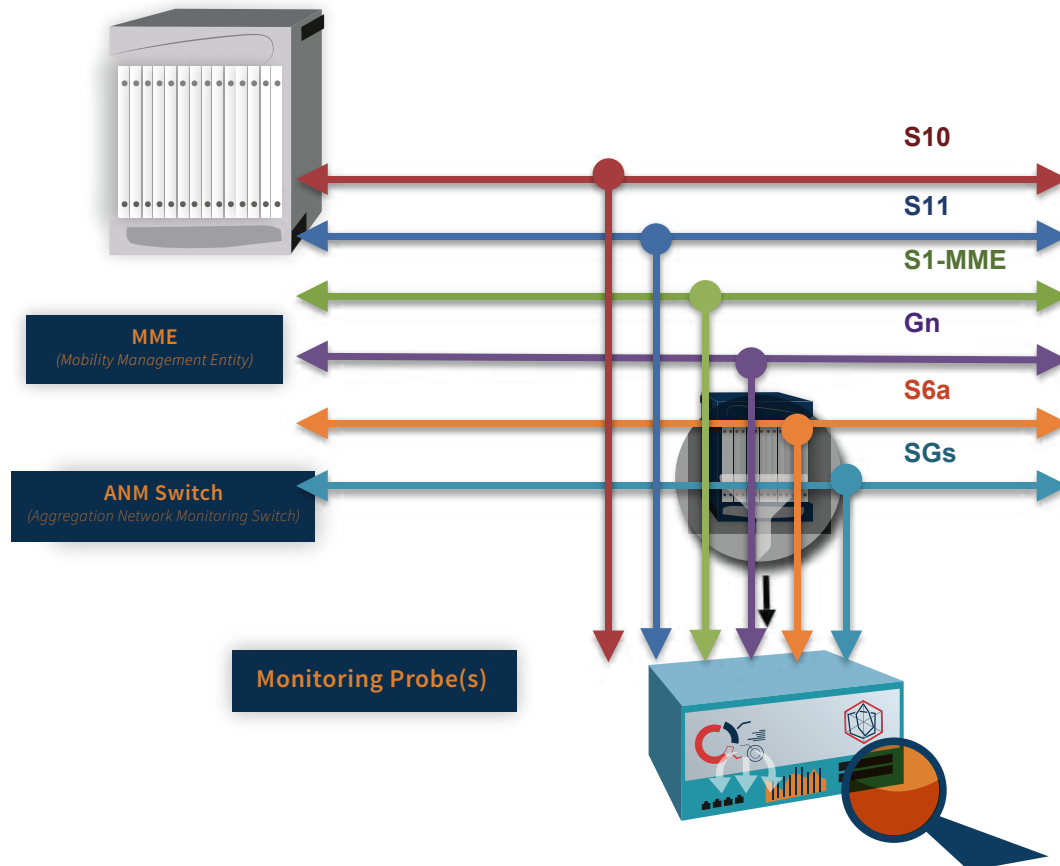 S10
S11
S1-MME
Gn
MME
(Mobility Management Entity)
S6a
SGs
ANM Switch
(Aggregation Network Monitoring Switch)
Monitoring Probe(s)